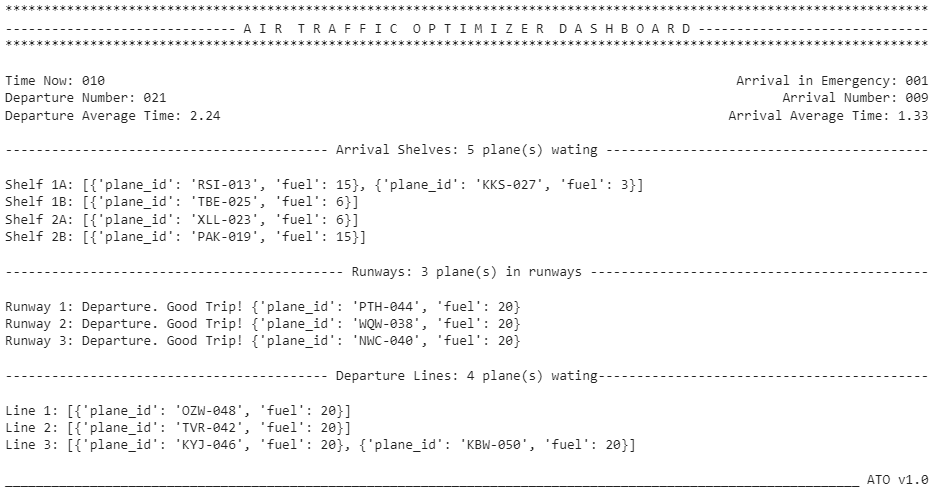 ************************************************************************************************************************
------------------------------ A I R  T R A F F I C  O P T I M I Z E R  D A S H B O A R D ------------------------------
************************************************************************************************************************
Time Now: 010 Arrival in Emergency: 001
Departure Number: 021 Arrival Number: 009
Departure Average Time: 2.24 Arrival Average Time: 1.33
------------------------------------------ Arrival Shelves: 5 plane(s) wating ------------------------------------------
Shelf 1A: [{'plane_id': 'RSI-013', 'fuel': 15}, {'plane_id': 'KKS-027', 'fuel': 3}]
Shelf 1B: [{'plane_id': 'TBE-025', 'fuel': 6}]
Shelf 2A: [{'plane_id': 'XLL-023', 'fuel': 6}]
Shelf 2B: [{'plane_id': 'PAK-019', 'fuel': 15}]
-------------------------------------------- Runways: 3 plane(s) in runways --------------------------------------------
Runway 1: Departure. Good Trip! {'plane_id': 'PTH-044', 'fuel': 20}
Runway 2: Departure. Good Trip! {'plane_id': 'WQW-038', 'fuel': 20}
Runway 3: Departure. Good Trip! {'plane_id': 'NWC-040', 'fuel': 20}
------------------------------------------ Departure Lines: 4 plane(s) wating-------------------------------------------
Line 1: [{'plane_id': 'OZW-048', 'fuel': 20}]
Line 2: [{'plane_id': 'TVR-042', 'fuel': 20}]
Line 3: [{'plane_id': 'KYJ-046', 'fuel': 20}, {'plane_id': 'KBW-050', 'fuel': 20}]
_______________________________________________________________________________________________________________ ATO v1.0